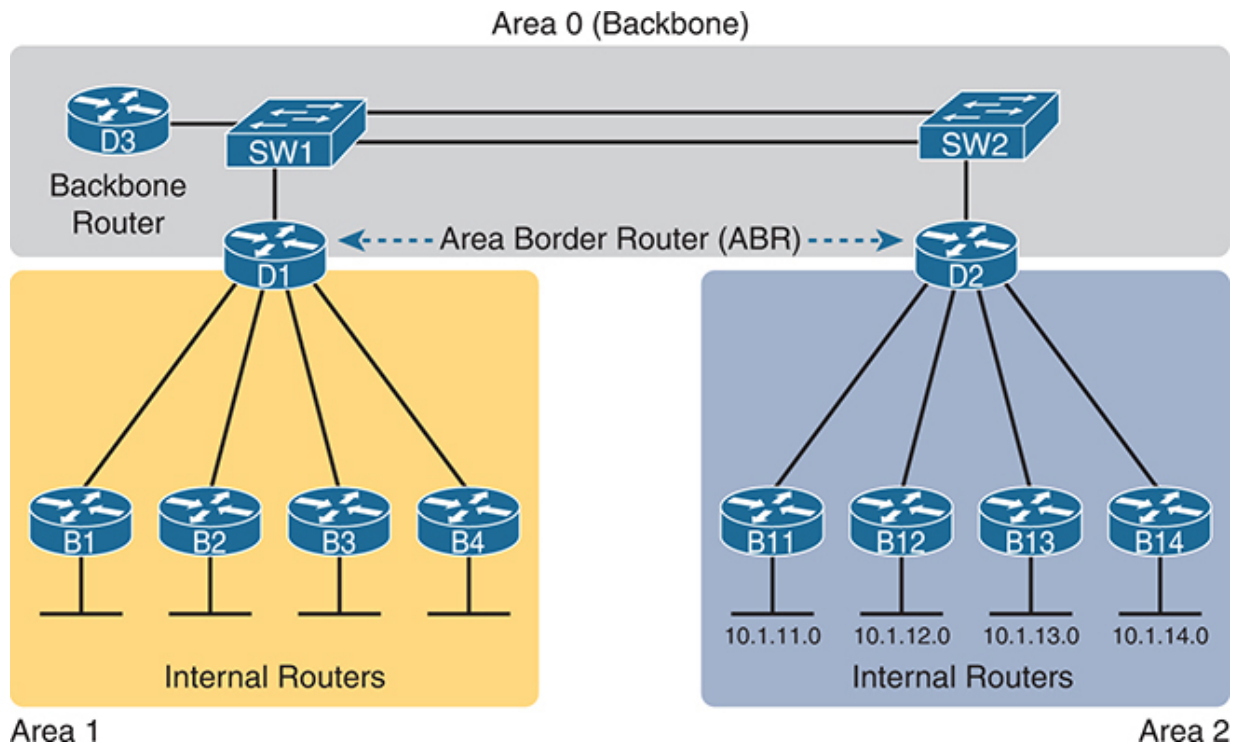 Area 0 (Backbone)
D3
SW1
SW2
Backbone
Router
Area Border Router (ABR)
D1
D2
B1
B2
B3
B4
B11
B12
B13
B14
10.1.11.0
10.1.12.0
10.1.13.0
10.1.14.0
Internal Routers
Internal Routers
Area 1
Area 2